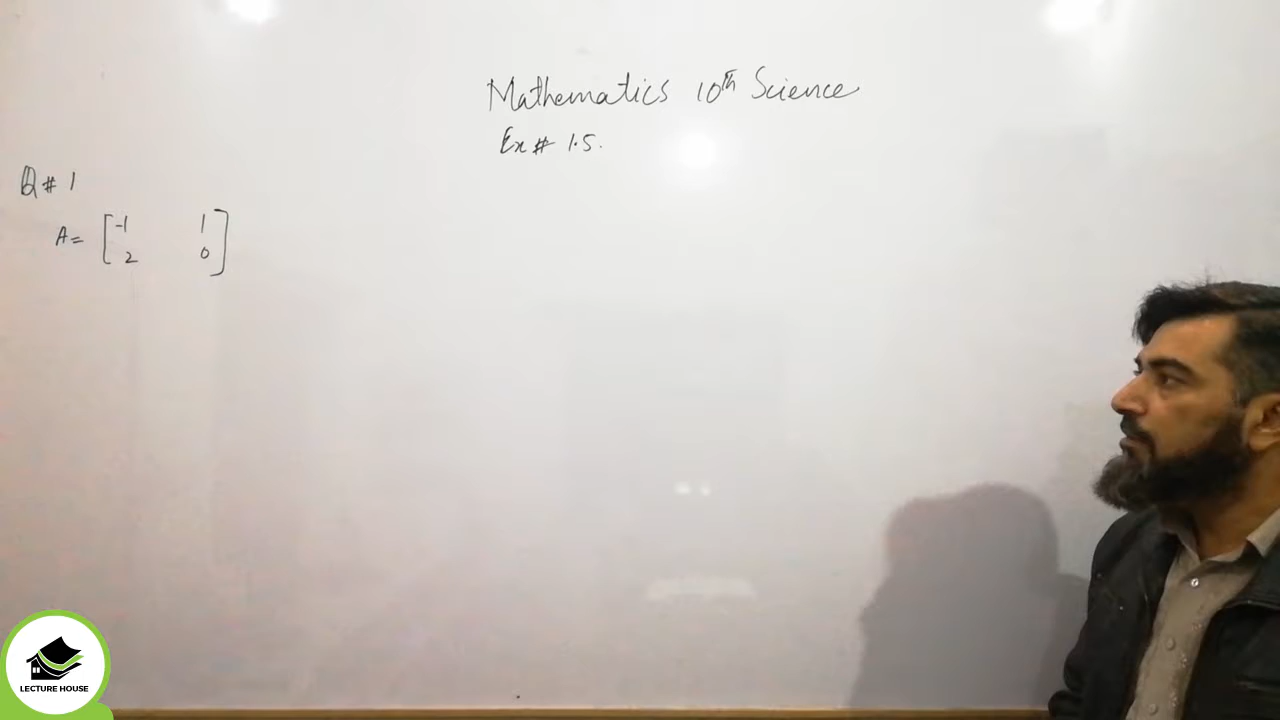 Mathematics 10th Science
Ex # 1.5.
Q # 1
A = [ -1 1
2 0 ]
LECTURE HOUSE